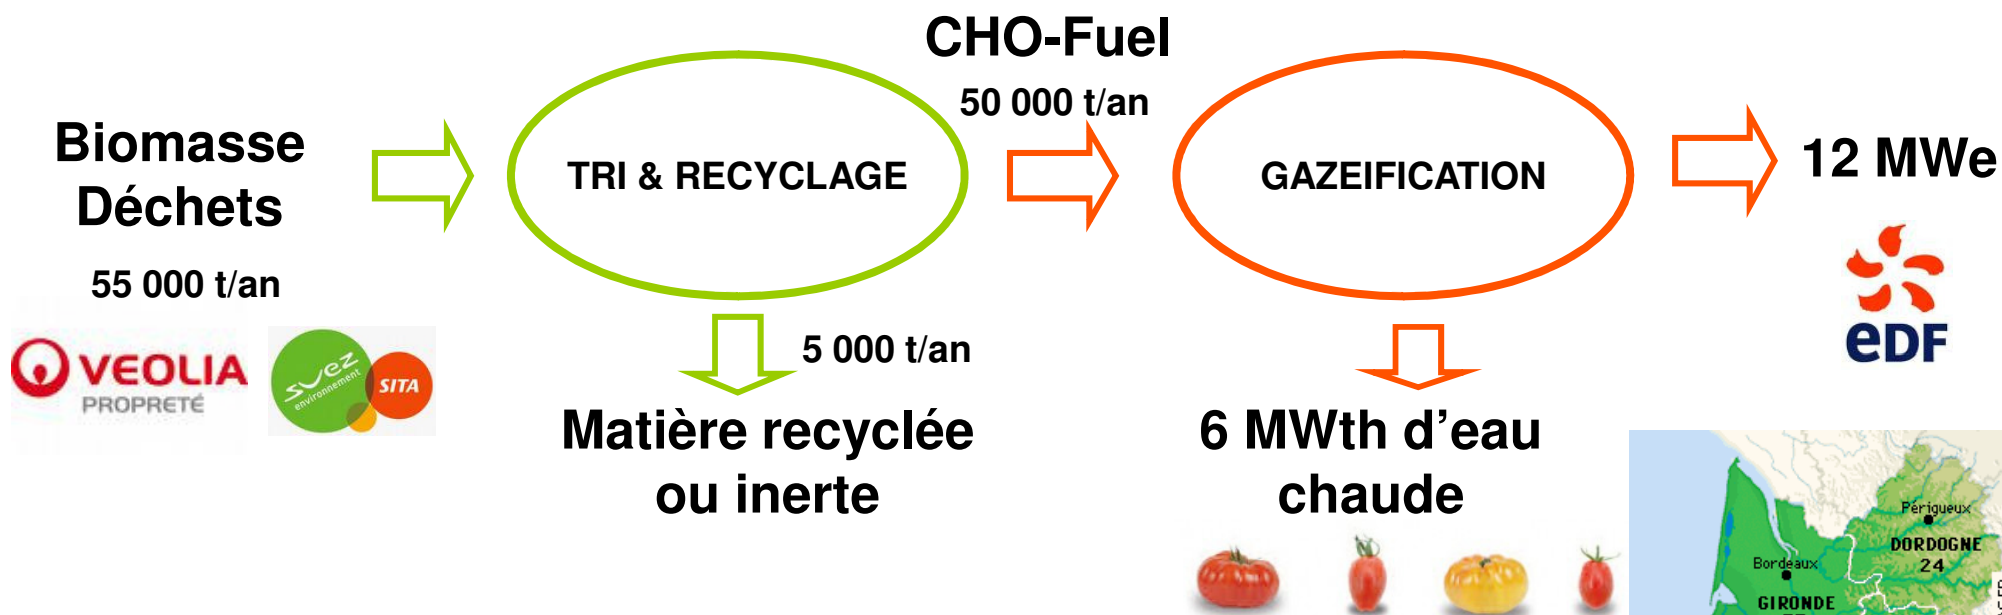 CHO-Fuel
50 000 t/an
Biomasse
Déchets
55 000 t/an
TRI & RECYCLAGE
GAZEIFICATION
12 MWe
VEOLIA
PROPRETÉ
suez
environnement
SITA
5 000 t/an
eDF
Matière recyclée
ou inerte
6 MWth d’eau
chaude
Périgueux
DORDOGNE
24
Bordeaux
GIRONDE